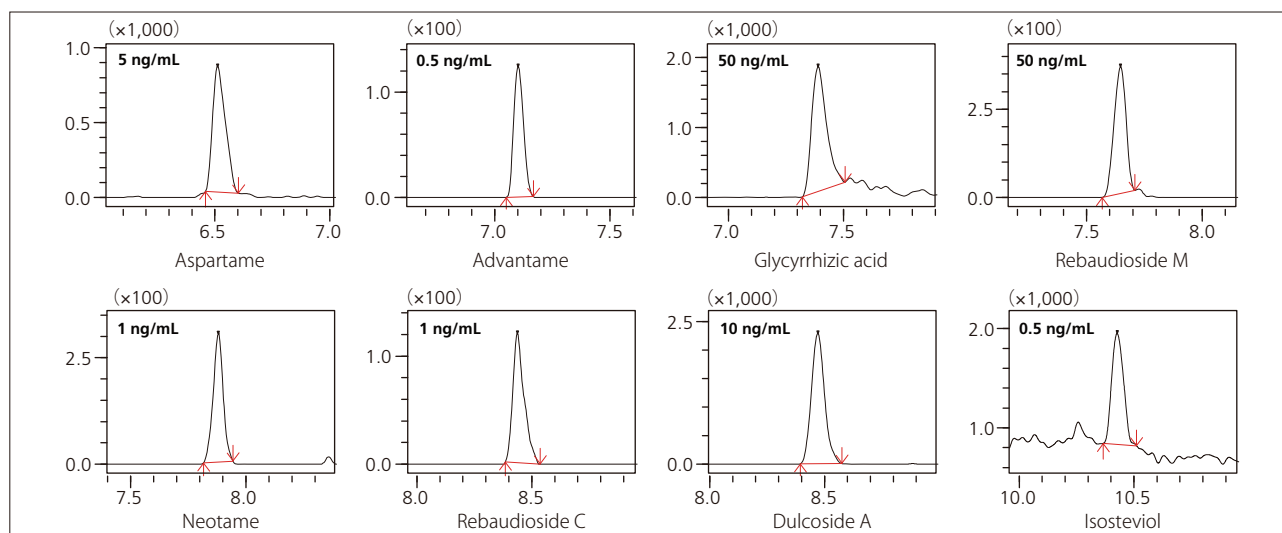 (×1,000) (×100) (×1,000) (×100)
5 ng/mL 0.5 ng/mL 50 ng/mL 50 ng/mL
1.0 0.5 0.0 1.0 0.0 2.0 1.0 0.0 2.5 0.0
6.5 7.0 7.0 7.5 7.0 7.5 7.5 8.0
Aspartame Advantame Glycyrrhizic acid Rebaudioside M
(×100) (×100) (×1,000) (×1,000)
1 ng/mL 1 ng/mL 10 ng/mL 0.5 ng/mL
2.5 0.0 1.0 0.0 2.5 0.0 2.0 1.0
7.5 8.0 8.0 8.5 8.0 8.5 10.0 10.5
Neotame Rebaudioside C Dulcoside A Isosteviol